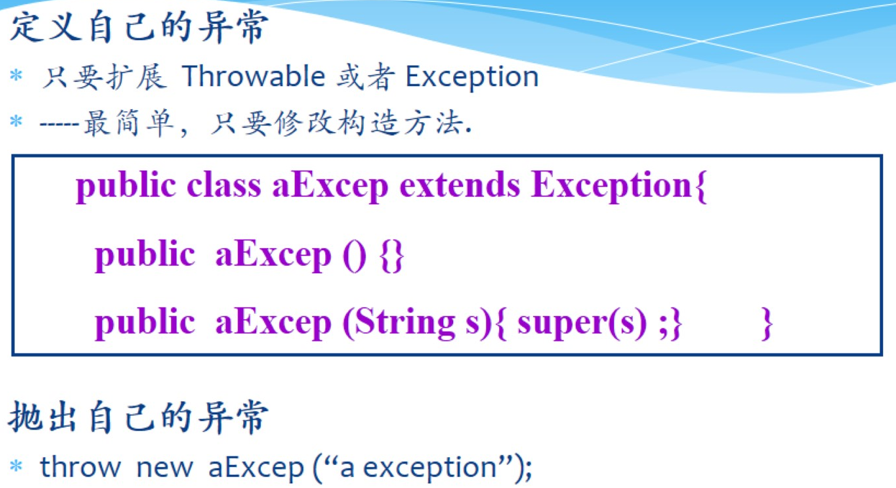 定义自己的异常
* 只要扩展 Throwable 或者 Exception
* -----最简单，只要修改构造方法.
public class aExcep extends Exception{
public aExcep () {}
public aExcep (String s){ super(s) ;} }
抛出自己的异常
* throw new aExcep (“a exception”);